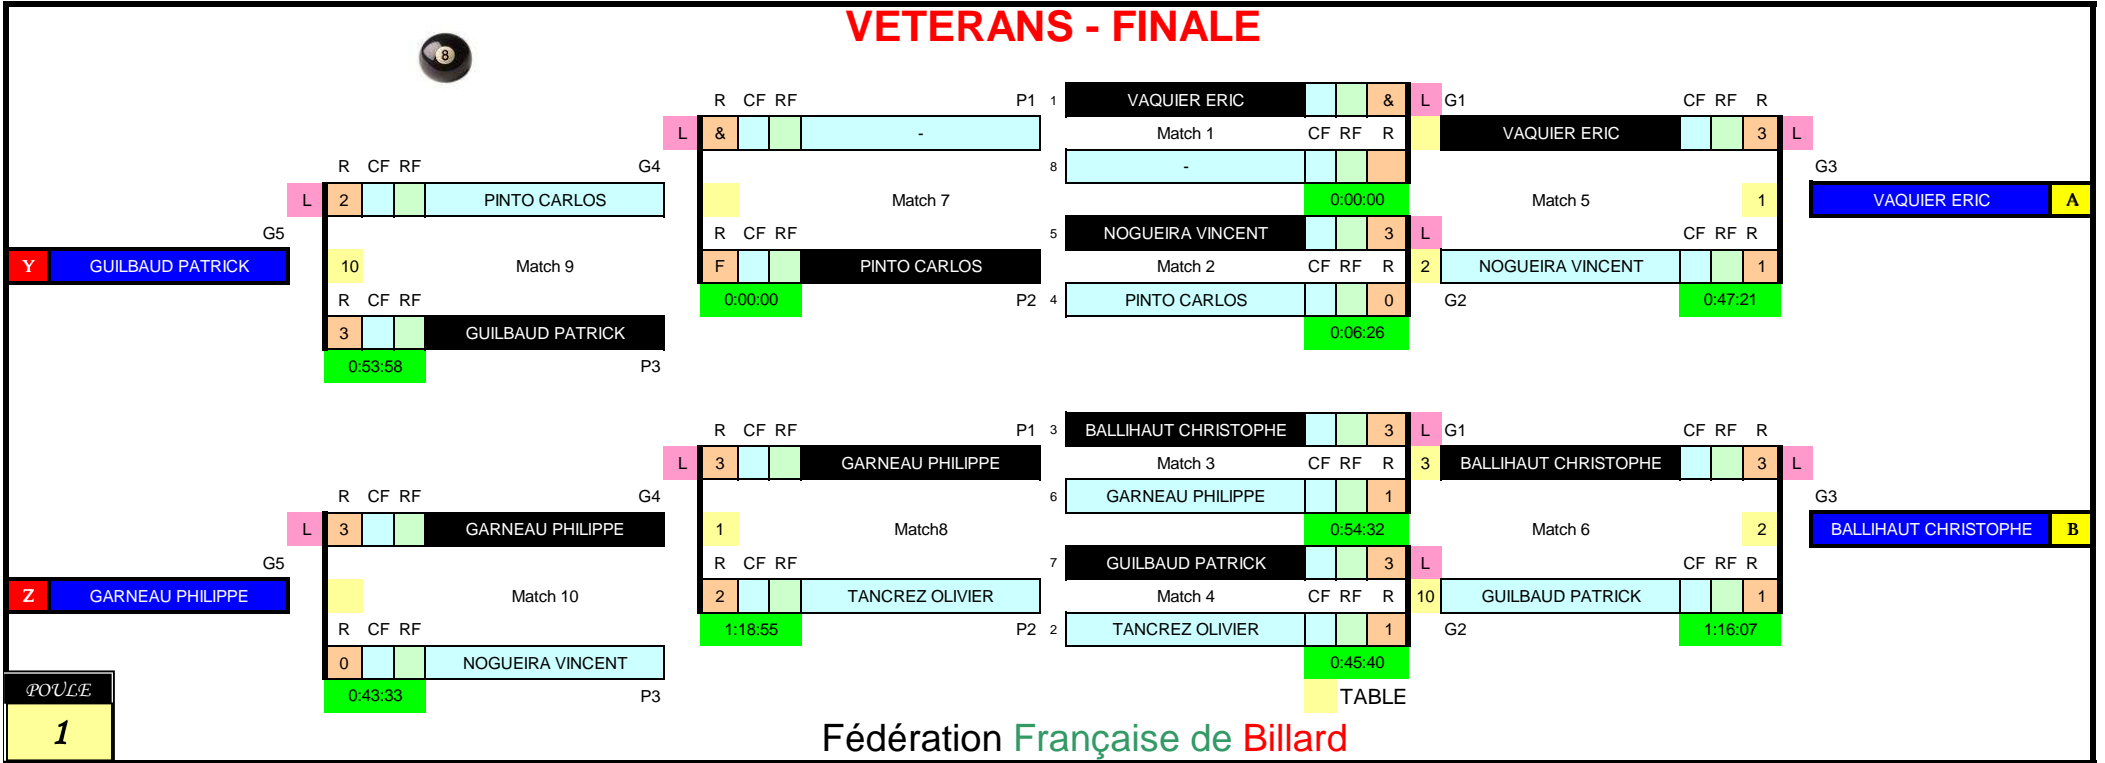 VETERANS - FINALE
8
R CF RF P1 1 VAQUIER ERIC & L G1 CF RF R
L & - Match 1 CF RF R VAQUIER ERIC 3 L
R CF RF G4 8 - G3
L 2 PINTO CARLOS Match 7 0:00:00 Match 5 1 VAQUIER ERIC A
G5 R CF RF 5 NOGUEIRA VINCENT 3 L CF RF R
Y GUILBAUD PATRICK 10 Match 9 F PINTO CARLOS Match 2 CF RF R 2 NOGUEIRA VINCENT 1
R CF RF 0:00:00 P2 4 PINTO CARLOS 0 G2 0:47:21
3 GUILBAUD PATRICK 0:06:26
0:53:58 P3
R CF RF P1 3 BALLIHAUT CHRISTOPHE 3 L G1 CF RF R
L 3 GARNEAU PHILIPPE Match 3 CF RF R 3 BALLIHAUT CHRISTOPHE 3 L
R CF RF G4 6 GARNEAU PHILIPPE 1 G3
L 3 GARNEAU PHILIPPE 1 Match8 0:54:32 Match 6 2 BALLIHAUT CHRISTOPHE B
G5 R CF RF 7 GUILBAUD PATRICK 3 L CF RF R
Z GARNEAU PHILIPPE Match 10 2 TANCREZ OLIVIER Match 4 CF RF R 10 GUILBAUD PATRICK 1
R CF RF 1:18:55 P2 2 TANCREZ OLIVIER 1 G2 1:16:07
0 NOGUEIRA VINCENT 0:45:40
POULE 0:43:33 P3 TABLE
1 Fédération Française de Billard